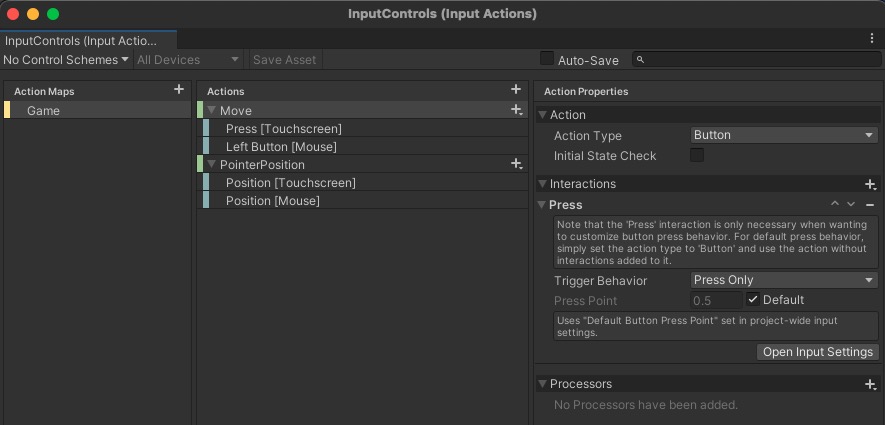 InputControls (Input Actions)
InputControls (Input Actio...
No Control Schemes All Devices Save Asset Auto-Save
Action Maps
Game
Actions
Move
Press [Touchscreen]
Left Button [Mouse]
PointerPosition
Position [Touchscreen]
Position [Mouse]
Action Properties
Action
Action Type Button
Initial State Check
Interactions
Press
Note that the 'Press' interaction is only necessary when wanting
to customize button press behavior. For default press behavior,
simply set the action type to 'Button' and use the action without
interactions added to it.
Trigger Behavior Press Only
Press Point 0.5 Default
Uses "Default Button Press Point" set in project-wide input
settings.
Open Input Settings
Processors
No Processors have been added.